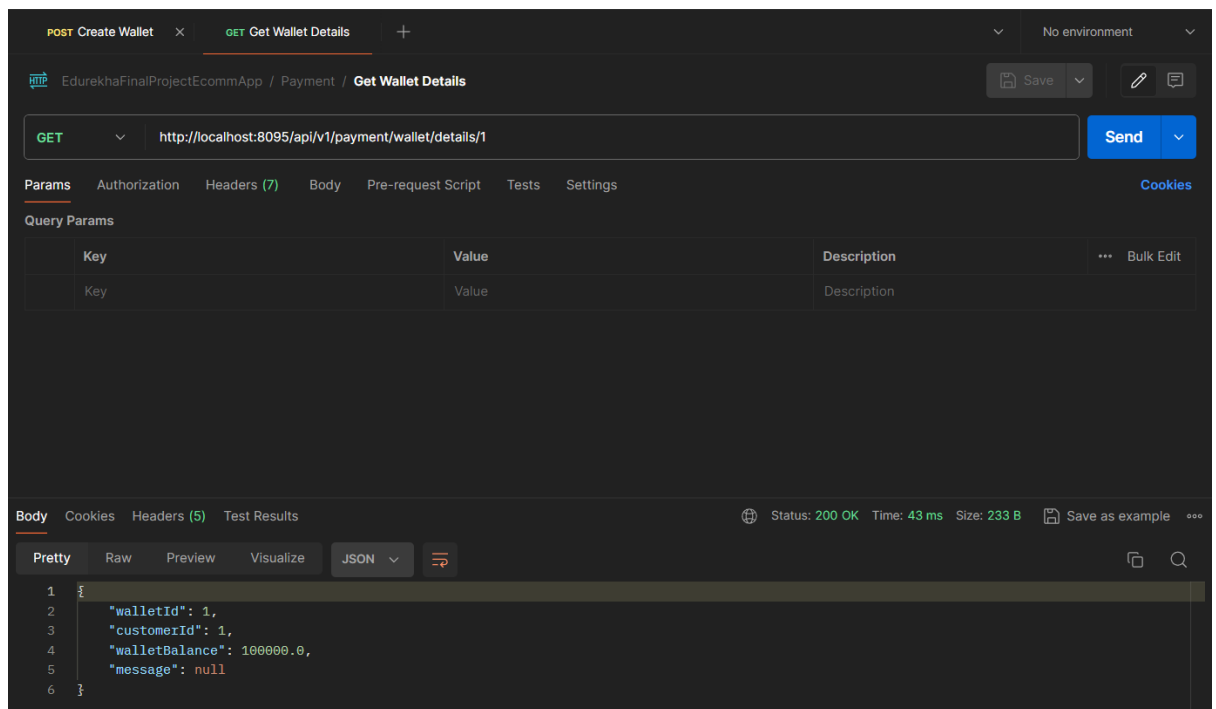 POST Create Wallet × GET Get Wallet Details + No environment
HTTP EdurekhaFinalProjectEcommApp / Payment / Get Wallet Details Save
GET http://localhost:8095/api/v1/payment/wallet/details/1 Send
Params Authorization Headers (7) Body Pre-request Script Tests Settings Cookies
Query Params
Key Value Description ••• Bulk Edit
Key Value Description
Body Cookies Headers (5) Test Results Status: 200 OK Time: 43 ms Size: 233 B Save as example
Pretty Raw Preview Visualize JSON
1 {
2 "walletId": 1,
3 "customerId": 1,
4 "walletBalance": 100000.0,
5 "message": null
6 }